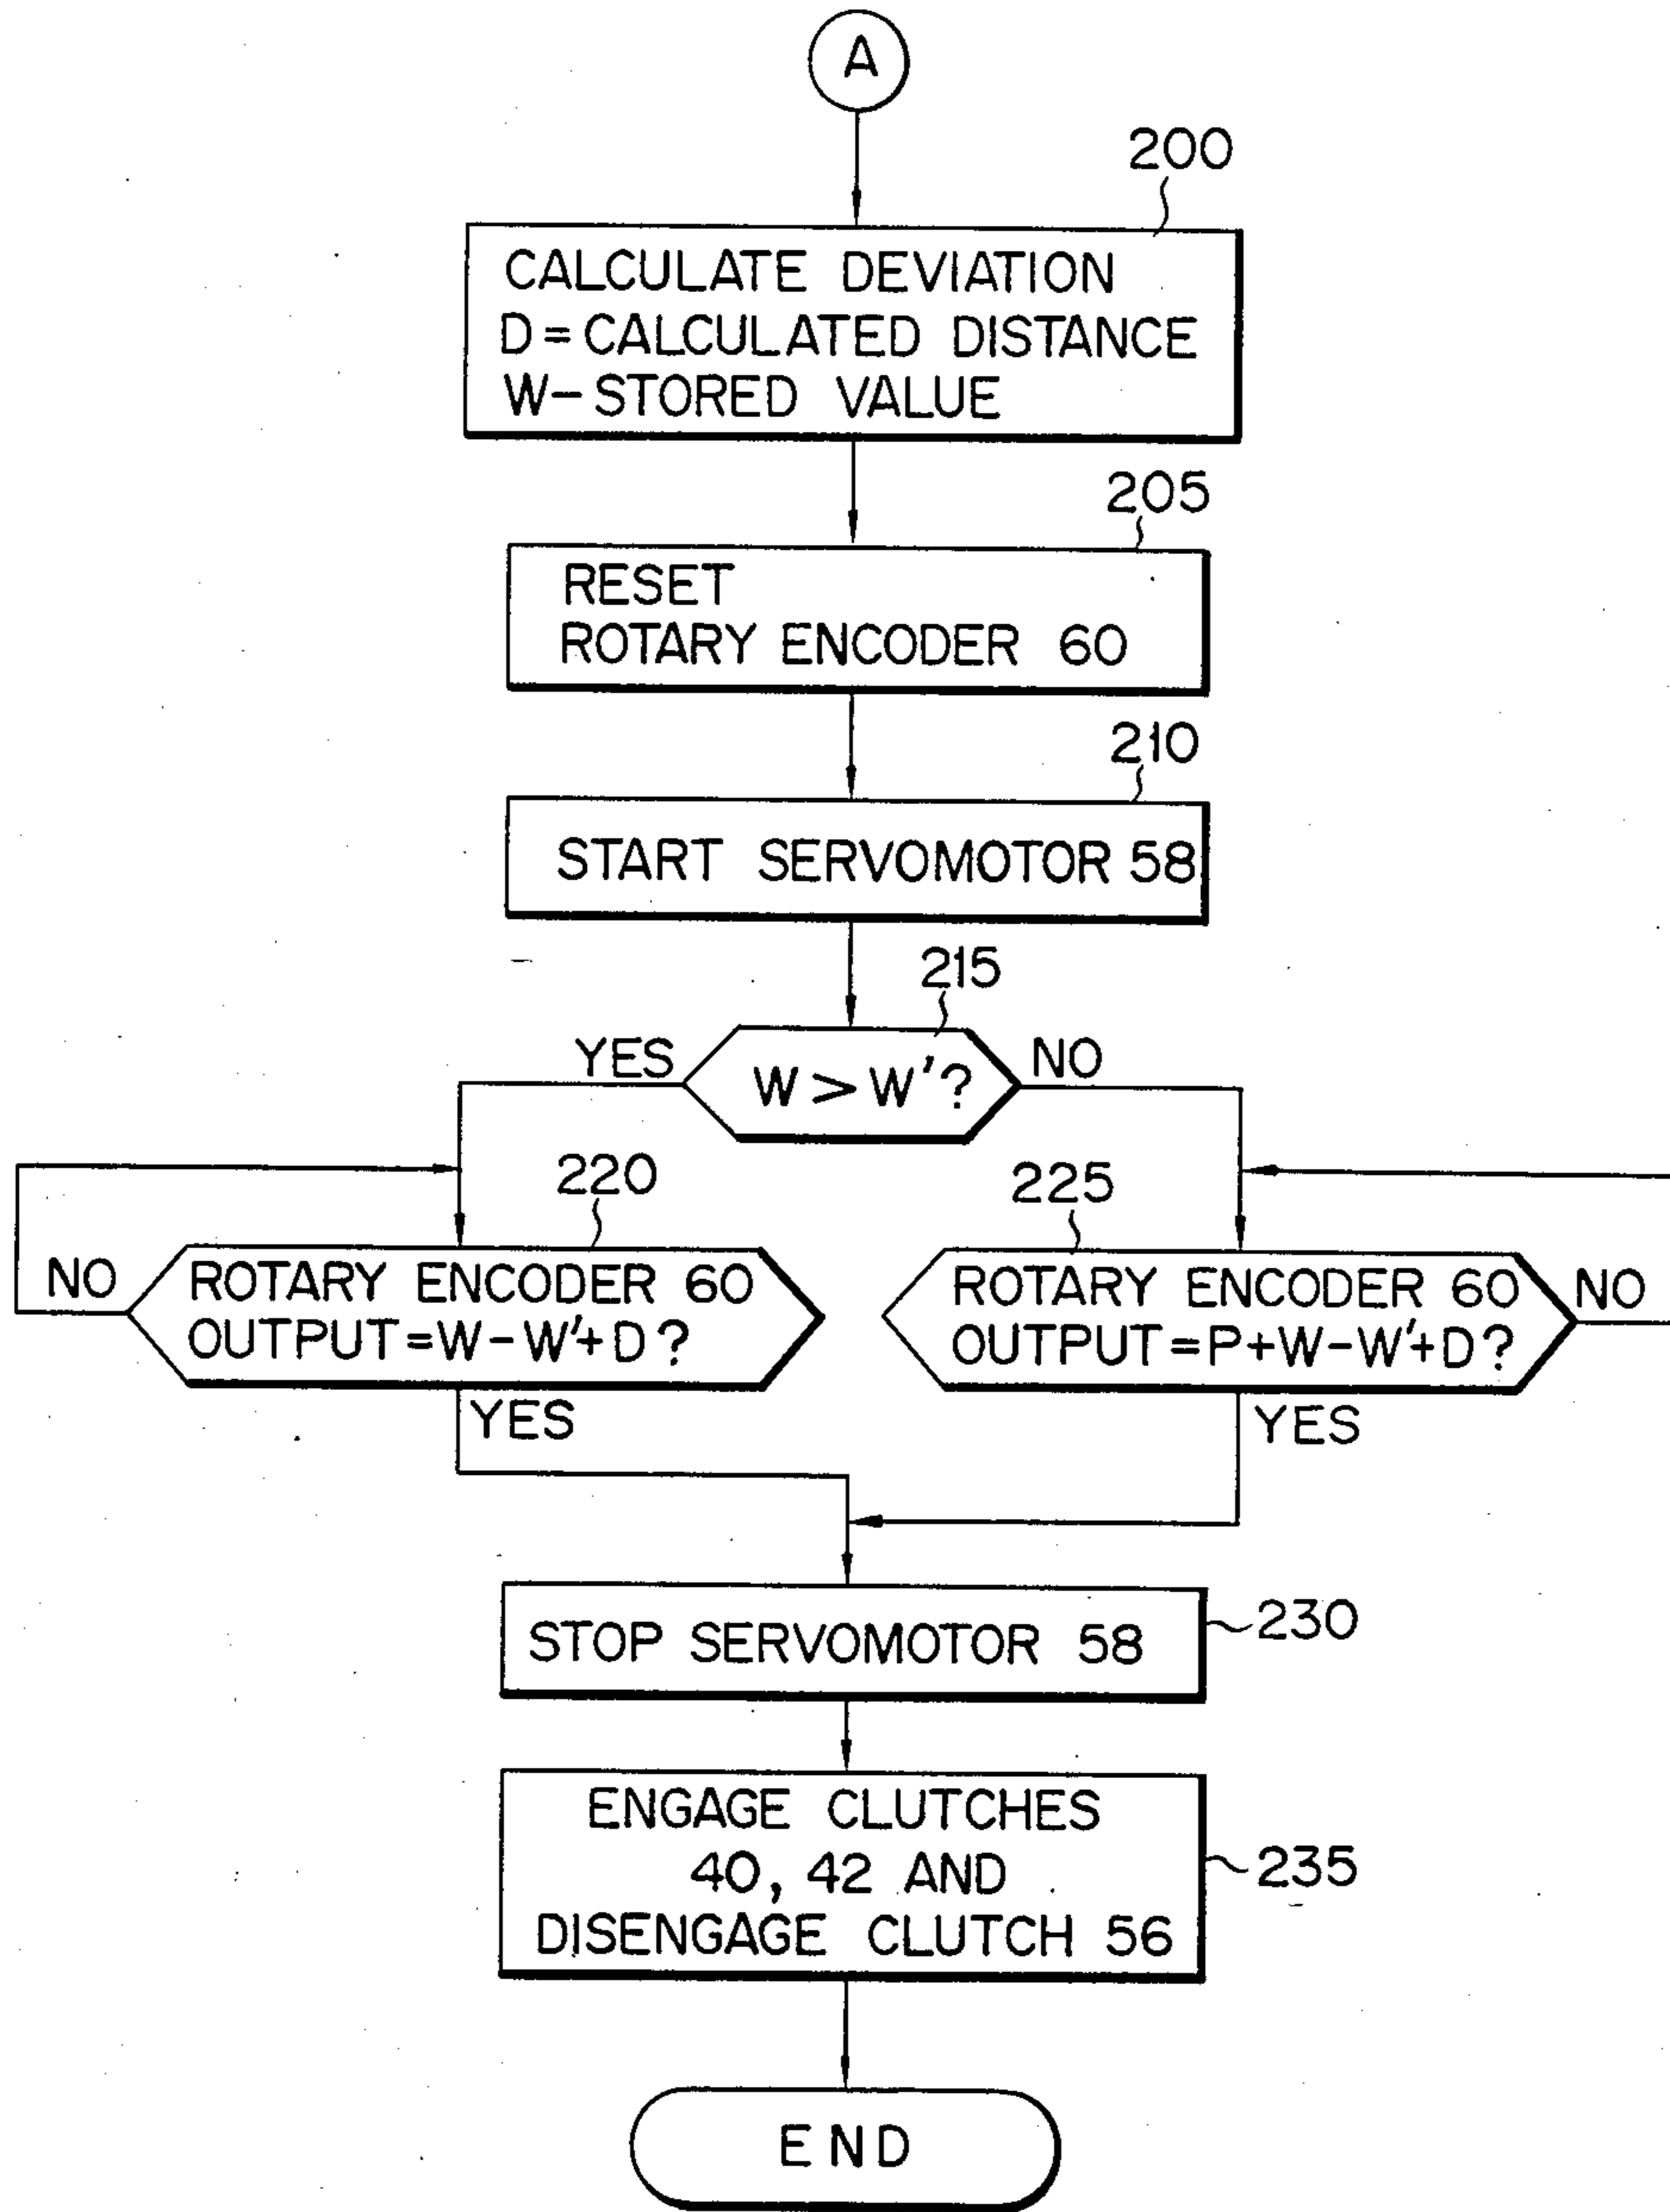 A
200
CALCULATE DEVIATION
D=CALCULATED DISTANCE
W-STORED VALUE
205
RESET
ROTARY ENCODER 60
210
START SERVOMOTOR 58
215
YES
W > W'?
NO
220
NO
ROTARY ENCODER 60
OUTPUT=W-W'+D?
YES
225
ROTARY ENCODER 60
OUTPUT=P+W-W'+D?
NO
YES
STOP SERVOMOTOR 58
230
ENGAGE CLUTCHES
40, 42 AND
DISENGAGE CLUTCH 56
235
END